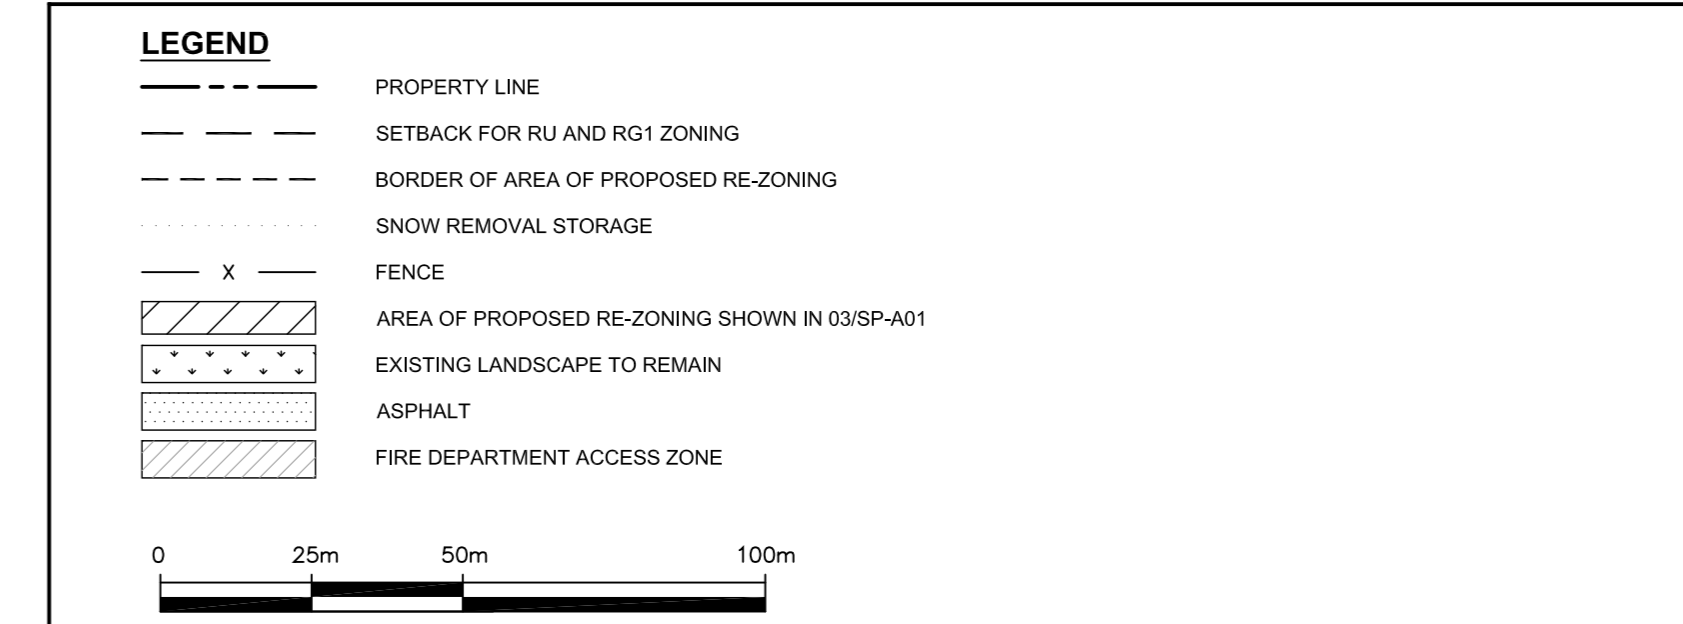 LEGEND
PROPERTY LINE
SETBACK FOR RU AND RG1 ZONING
BORDER OF AREA OF PROPOSED RE-ZONING
SNOW REMOVAL STORAGE
X FENCE
AREA OF PROPOSED RE-ZONING SHOWN IN 03/SP-A01
EXISTING LANDSCAPE TO REMAIN
ASPHALT
FIRE DEPARTMENT ACCESS ZONE
0 25m 50m 100m